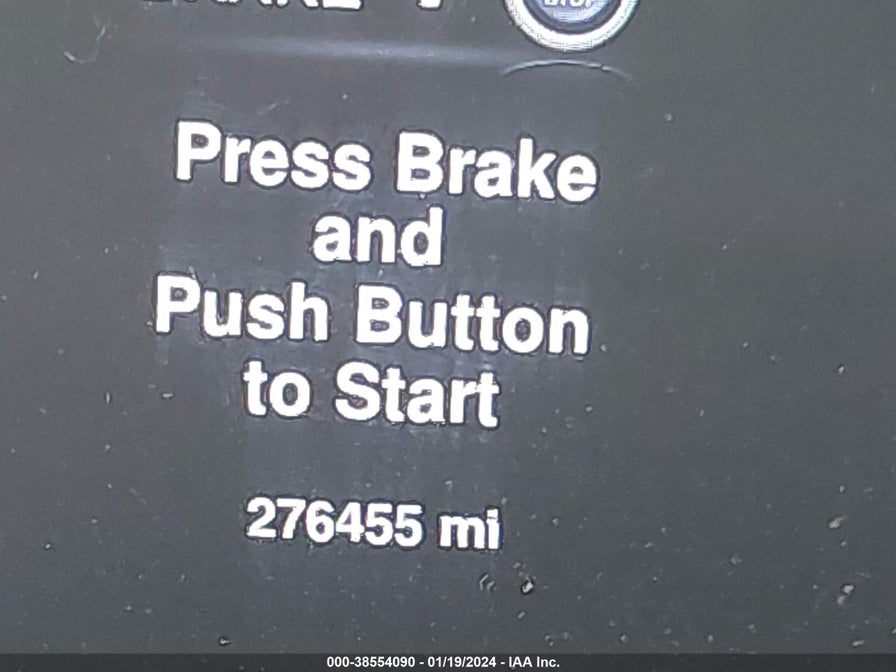 Press Brake
and
Push Button
to Start
276455 mi
000-38554090 - 01/19/2024 - IAA Inc.